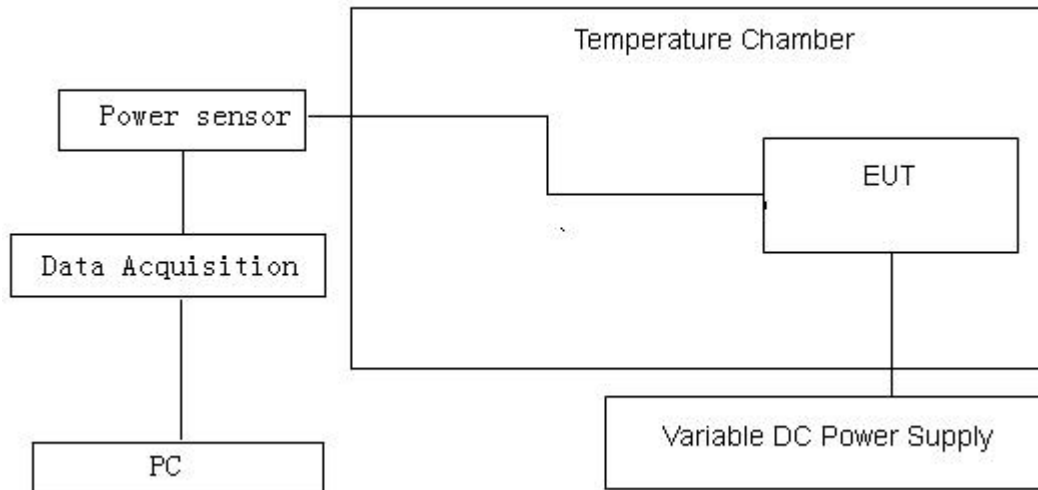 Temperature Chamber
Power sensor
EUT
Data Acquisition
Variable DC Power Supply
PC